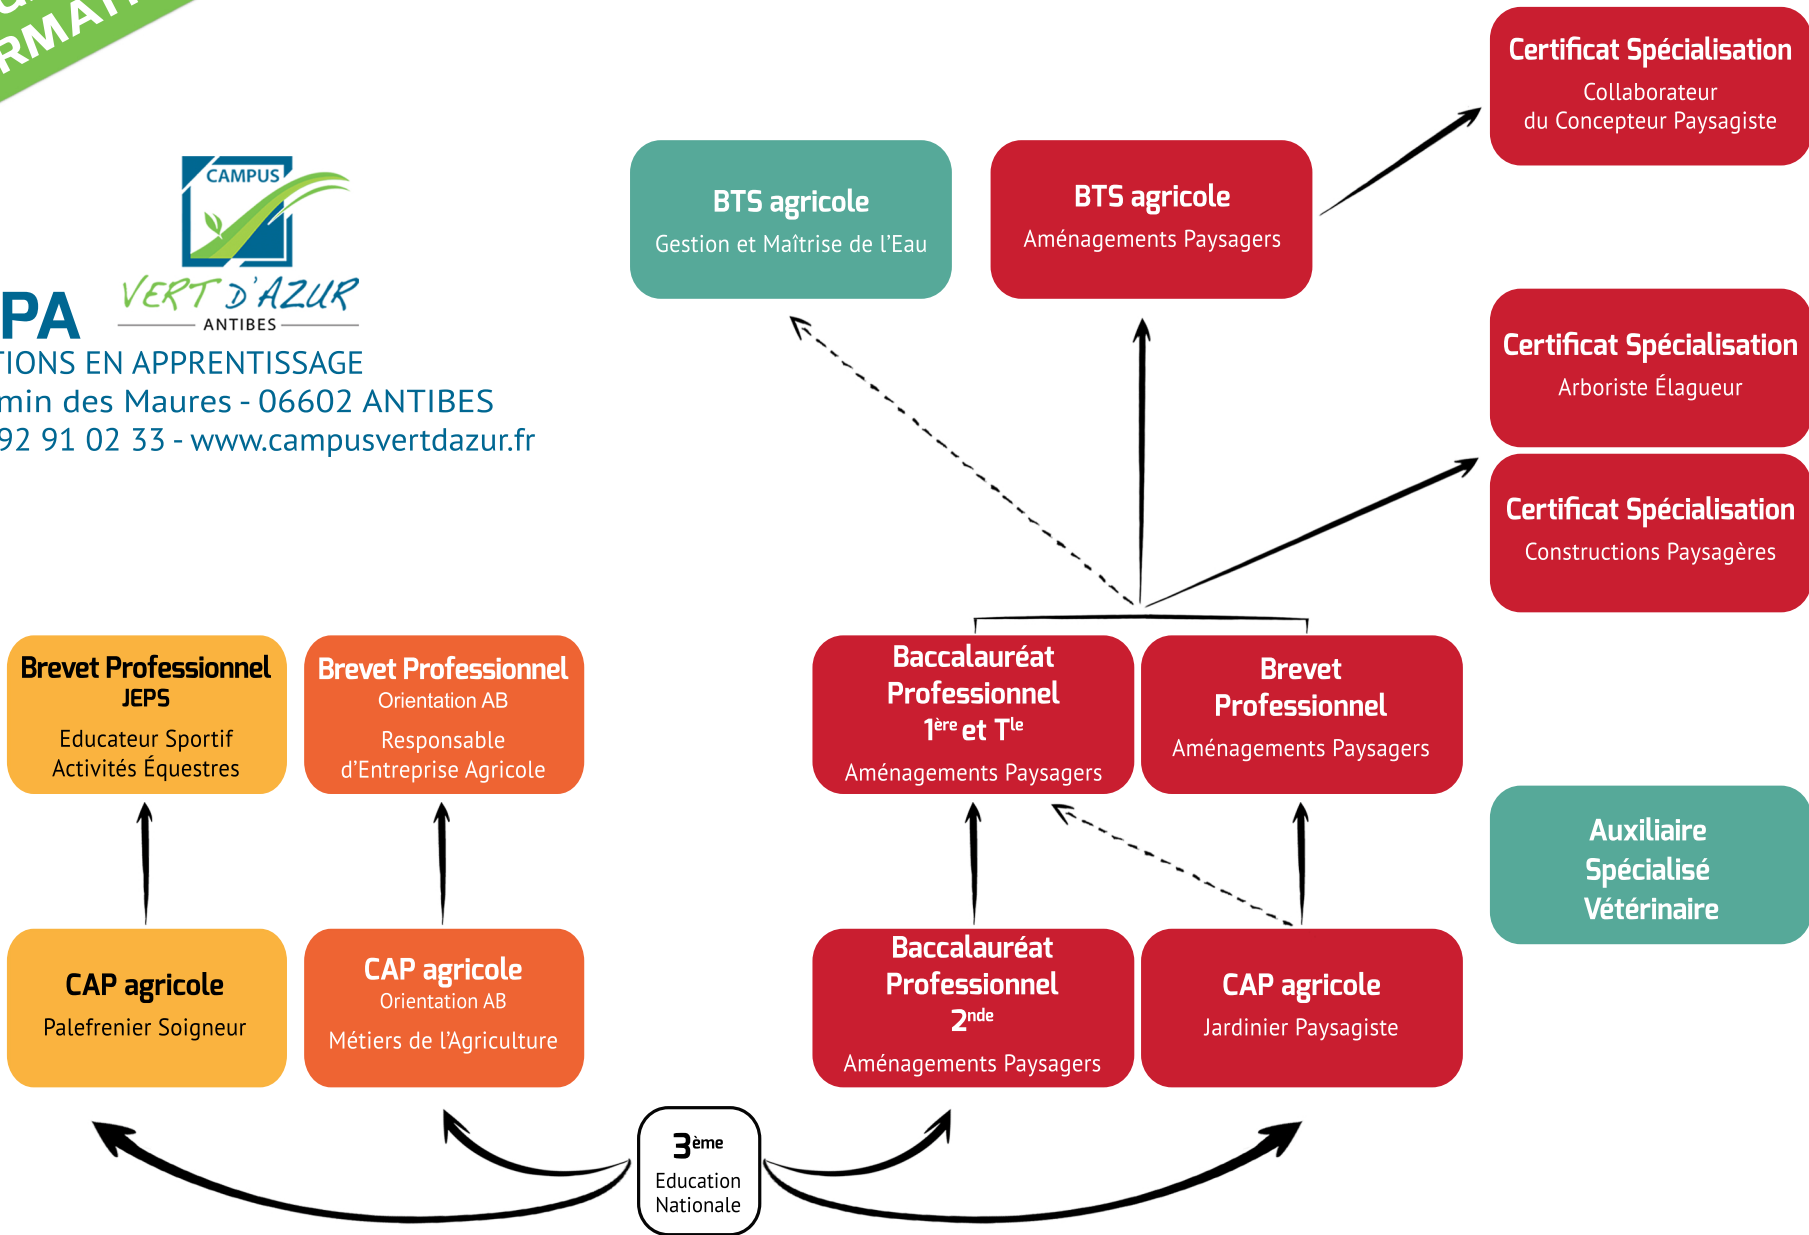 CAMPUS
VERT D'AZUR
ANTIBES
PA
TIONS EN APPRENTISSAGE
min des Maures - 06602 ANTIBES
92 91 02 33 - www.campusvertdazur.fr
Certificat Spécialisation
Collaborateur
du Concepteur Paysagiste
BTS agricole
Gestion et Maîtrise de l'Eau
BTS agricole
Aménagements Paysagers
Certificat Spécialisation
Arboriste Élagueur
Certificat Spécialisation
Constructions Paysagères
Brevet Professionnel
JEPS
Educateur Sportif
Activités Équestres
Brevet Professionnel
Orientation AB
Responsable
d'Entreprise Agricole
Baccalauréat
Professionnel
1ère et Tle
Aménagements Paysagers
Brevet
Professionnel
Aménagements Paysagers
Auxiliaire
Spécialisé
Vétérinaire
CAP agricole
Palefrenier Soigneur
CAP agricole
Orientation AB
Métiers de l'Agriculture
Baccalauréat
Professionnel
2nde
Aménagements Paysagers
CAP agricole
Jardinier Paysagiste
3ème
Education
Nationale